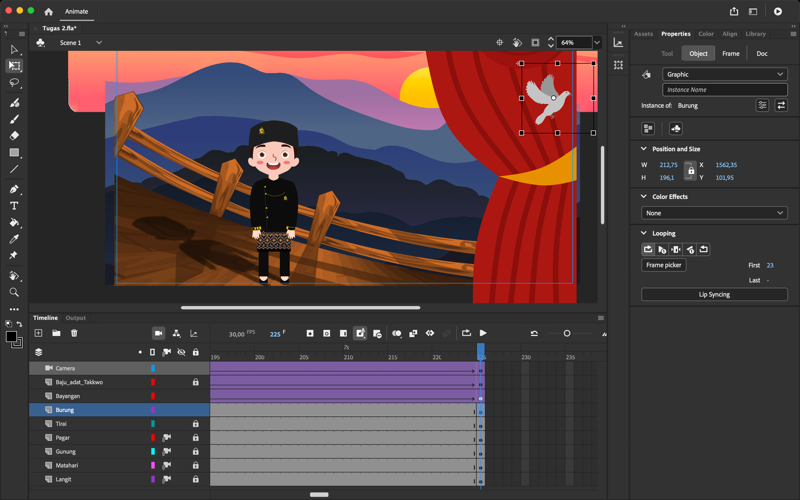 Animate
Tugas 2.fla*
Scene 1
64%
Assets Properties Color Align Library
Tool Object Frame Doc
Graphic
Instance Name
Instance of: Burung
Position and Size
W 212,75 X 1562,35
H 196,1 Y 101,95
Color Effects
None
Looping
Frame picker First 23
Last -
Lip Syncing
Timeline Output
30,00 FPS 225 F
7s
195 200 205 210 215 220 225 230 235
Camera
Baju_adat_Takkwo
Bayangan
Burung
Tirai
Pagar
Gunung
Matahari
Langit